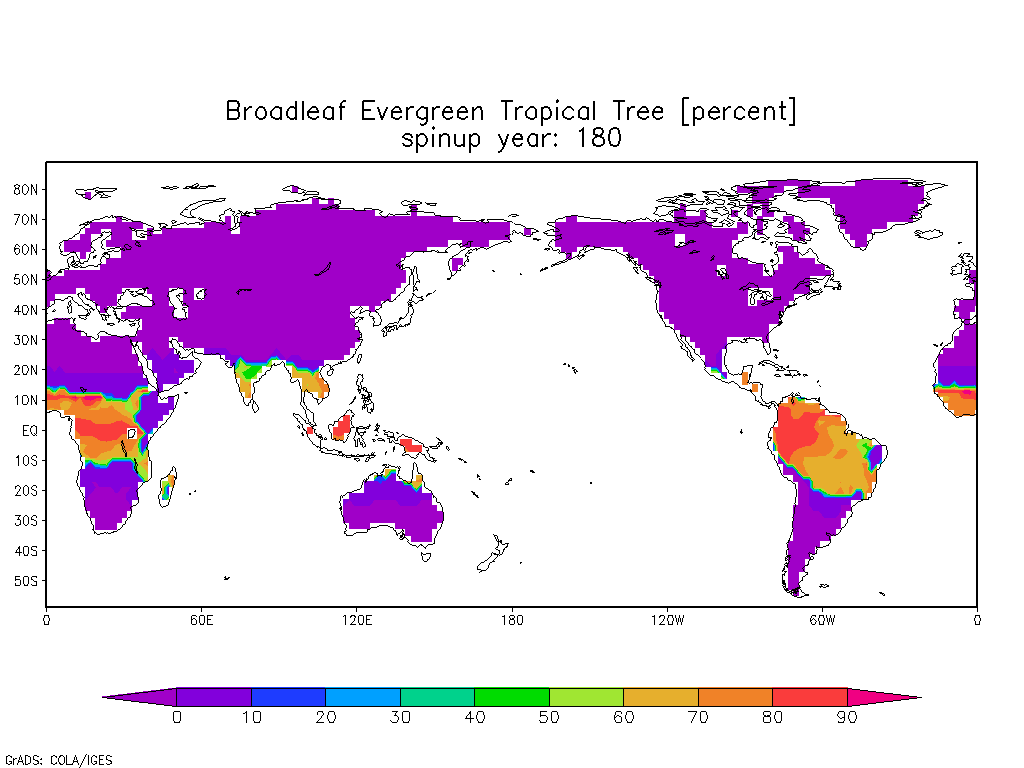 Broadleaf Evergreen Tropical Tree [percent]
spinup year: 180
80N
70N
60N
50N
40N
30N
20N
10N
EQ
10S
20S
30S
40S
50S
0 60E 120E 180 120W 60W 0
0 10 20 30 40 50 60 70 80 90
GrADS: COLA/IGES